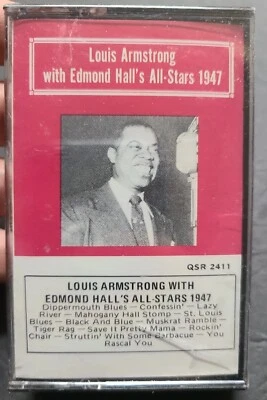 Louis Armstrong
with Edmond Hall's All-Stars 1947
QSR 2411
LOUIS ARMSTRONG WITH
EDMOND HALL'S ALL-STARS 1947
Dippermouth Blues — Confessin' — Lazy
River — Mahogany Hall Stomp — St. Louis
Blues — Black And Blue — Muskrat Ramble—
Tiger Rag — Save It Pretty Mama — Rockin'
Chair — Struttin' With Some Barbacue — You
Rascal You